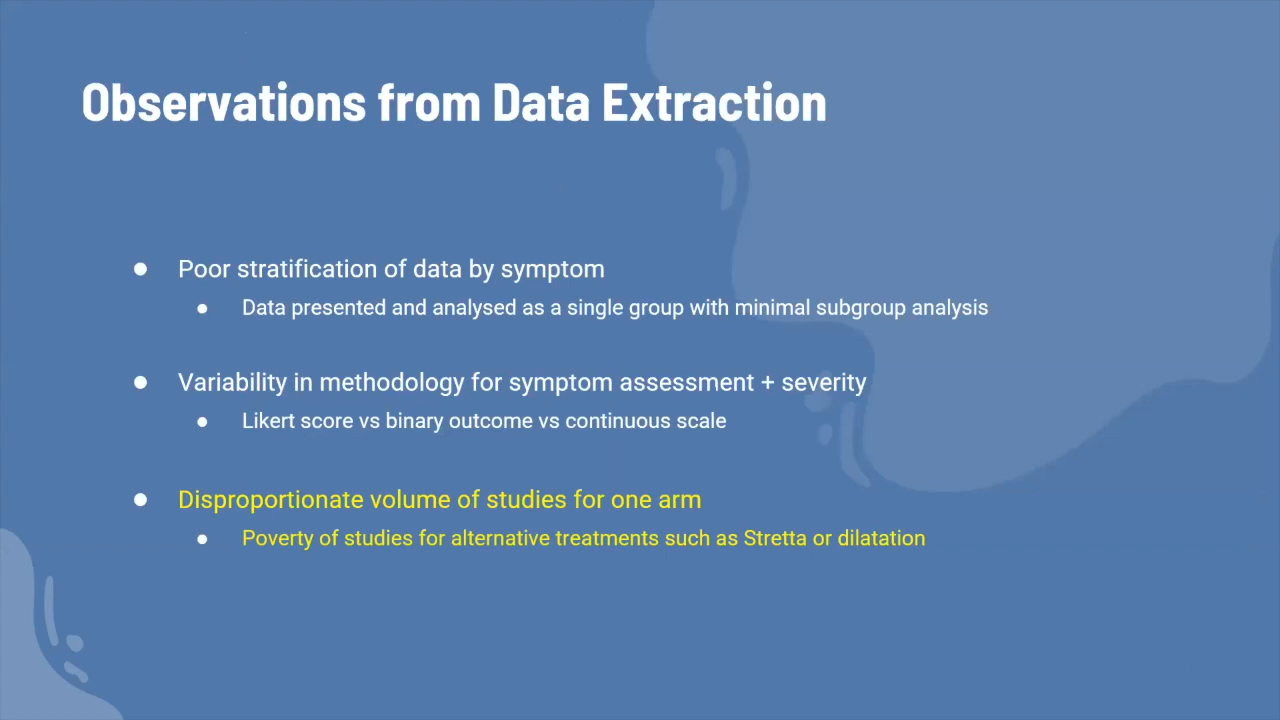 Observations from Data Extraction
● Poor stratification of data by symptom
● Data presented and analysed as a single group with minimal subgroup analysis
● Variability in methodology for symptom assessment + severity
● Likert score vs binary outcome vs continuous scale
● Disproportionate volume of studies for one arm
● Poverty of studies for alternative treatments such as Stretta or dilatation